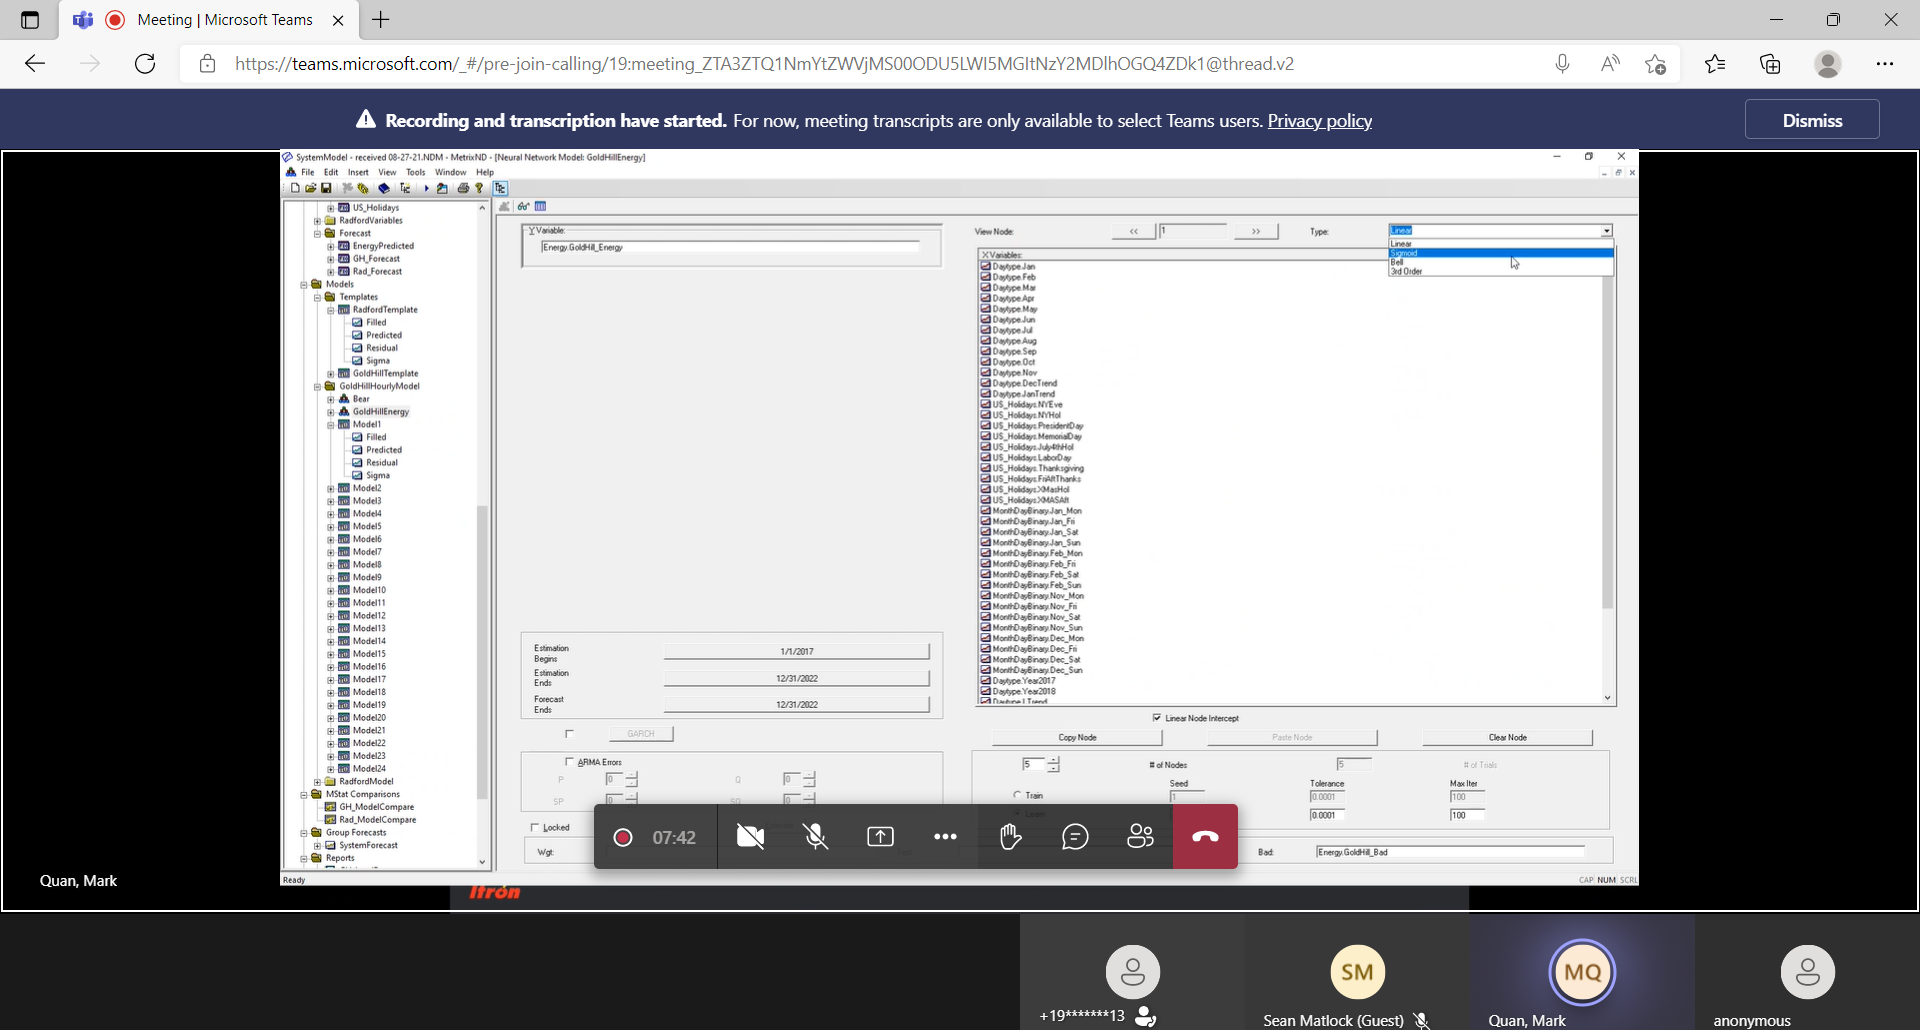 Meeting | Microsoft Teams
https://teams.microsoft.com/_#/pre-join-calling/19:meeting_ZTA3ZTQ1NmYtZWVjMS00ODU5LWI5MGItNzY2MDlhOGQ4ZDk1@thread.v2
Recording and transcription have started. For now, meeting transcripts are only available to select Teams users. Privacy policy
Dismiss
SystemModel - received 08-27-21.NDM - MetrixND - [Neural Network Model: GoldHillEnergy]
File Edit Insert View Tools Window Help
US_Holidays
RadfordVariables
Forecast
EnergyPredicted
GH_Forecast
Rad_Forecast
Models
Templates
RadfordTemplate
Filled
Predicted
Residual
Sigma
GoldHillTemplate
GoldHillHourlyModel
Bear
GoldHillEnergy
Model1
Filled
Predicted
Residual
Sigma
Model2
Model3
Model4
Model5
Model6
Model7
Model8
Model9
Model10
Model11
Model12
Model13
Model14
Model15
Model16
Model17
Model18
Model19
Model20
Model21
Model22
Model23
Model24
RadfordModel
MStat Comparisons
GH_ModelCompare
Rad_ModelCompare
Group Forecasts
SystemForecast
Reports
Y Variable:
Energy.GoldHill_Energy
View Node: << 1 >> Type: Linear
Linear
Sigmoid
Bell
3rd Order
X Variables:
Daytype.Jan
Daytype.Feb
Daytype.Mar
Daytype.Apr
Daytype.May
Daytype.Jun
Daytype.Jul
Daytype.Aug
Daytype.Sep
Daytype.Oct
Daytype.Nov
Daytype.DecTrend
Daytype.JanTrend
US_Holidays.NYEve
US_Holidays.NYHol
US_Holidays.PresidentDay
US_Holidays.MemorialDay
US_Holidays.July4thHol
US_Holidays.LaborDay
US_Holidays.Thanksgiving
US_Holidays.FriAftThanks
US_Holidays.XMasHol
US_Holidays.XMASAft
MonthDayBinary.Jan_Mon
MonthDayBinary.Jan_Fri
MonthDayBinary.Jan_Sat
MonthDayBinary.Jan_Sun
MonthDayBinary.Feb_Mon
MonthDayBinary.Feb_Fri
MonthDayBinary.Feb_Sat
MonthDayBinary.Feb_Sun
MonthDayBinary.Nov_Mon
MonthDayBinary.Nov_Fri
MonthDayBinary.Nov_Sat
MonthDayBinary.Nov_Sun
MonthDayBinary.Dec_Mon
MonthDayBinary.Dec_Fri
MonthDayBinary.Dec_Sat
MonthDayBinary.Dec_Sun
Daytype.Year2017
Daytype.Year2018
Estimation Begins 1/1/2017
Estimation Ends 12/31/2022
Forecast Ends 12/31/2022
GARCH
ARMA Errors
P 0 Q 0
SP 0 SQ 0
Locked
Wgt:
Linear Node Intercept
Copy Node Paste Node Clear Node
5 # of Nodes 5 # of Trials
Seed Tolerance Max Iter
Train 1 0.0001 100
0.0001 100
Bad: Energy.GoldHill_Bad
07:42
Ready
CAP NUM SCRL
Itrón
Quan, Mark
+19*******13
SM
Sean Matlock (Guest)
MQ
Quan, Mark
anonymous